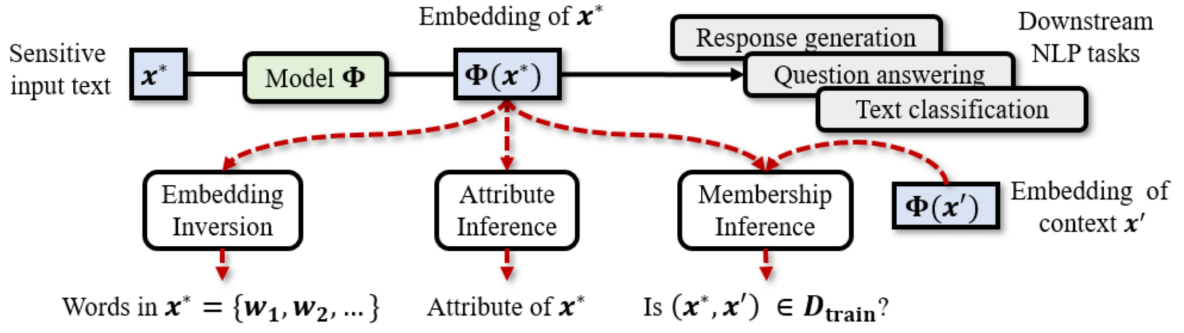 Embedding of x*
Sensitive
input text
x*
Model Φ
Φ(x*)
Response generation
Question answering
Text classification
Downstream
NLP tasks
Embedding
Inversion
Attribute
Inference
Membership
Inference
Φ(x′)
Embedding of
context x′
Words in x* = {w₁, w₂, …}
Attribute of x*
Is (x*, x′) ∈ D_train?